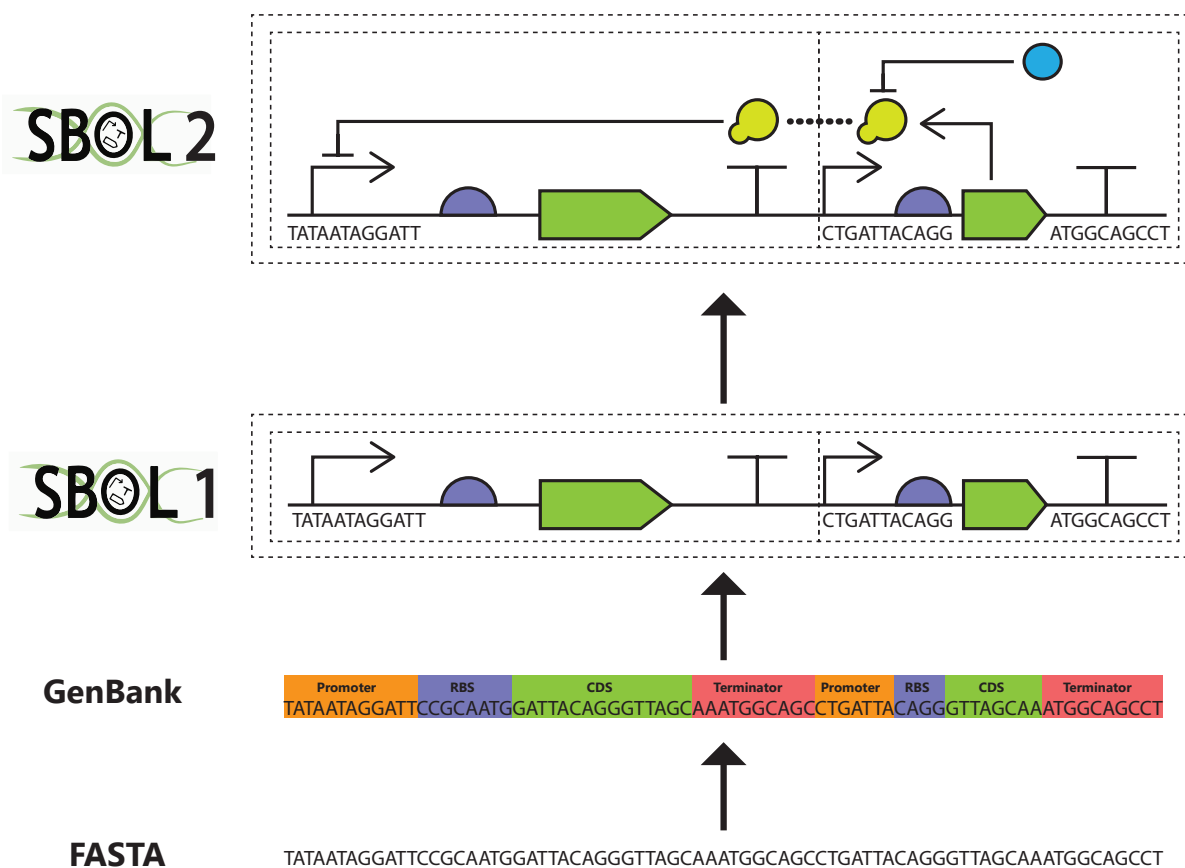 SBOL 2
TATAATAGGATT CTGATTACAGG ATGGCAGCCT
SBOL 1
TATAATAGGATT CTGATTACAGG ATGGCAGCCT
GenBank
Promoter RBS CDS Terminator Promoter RBS CDS Terminator
TATAATAGGATTCCGCAATGGATTACAGGGTTAGCAAATGGCAGCCTGATTACAGGGTTAGCAAATGGCAGCCT
FASTA
TATAATAGGATTCCGCAATGGATTACAGGGTTAGCAAATGGCAGCCTGATTACAGGGTTAGCAAATGGCAGCCT